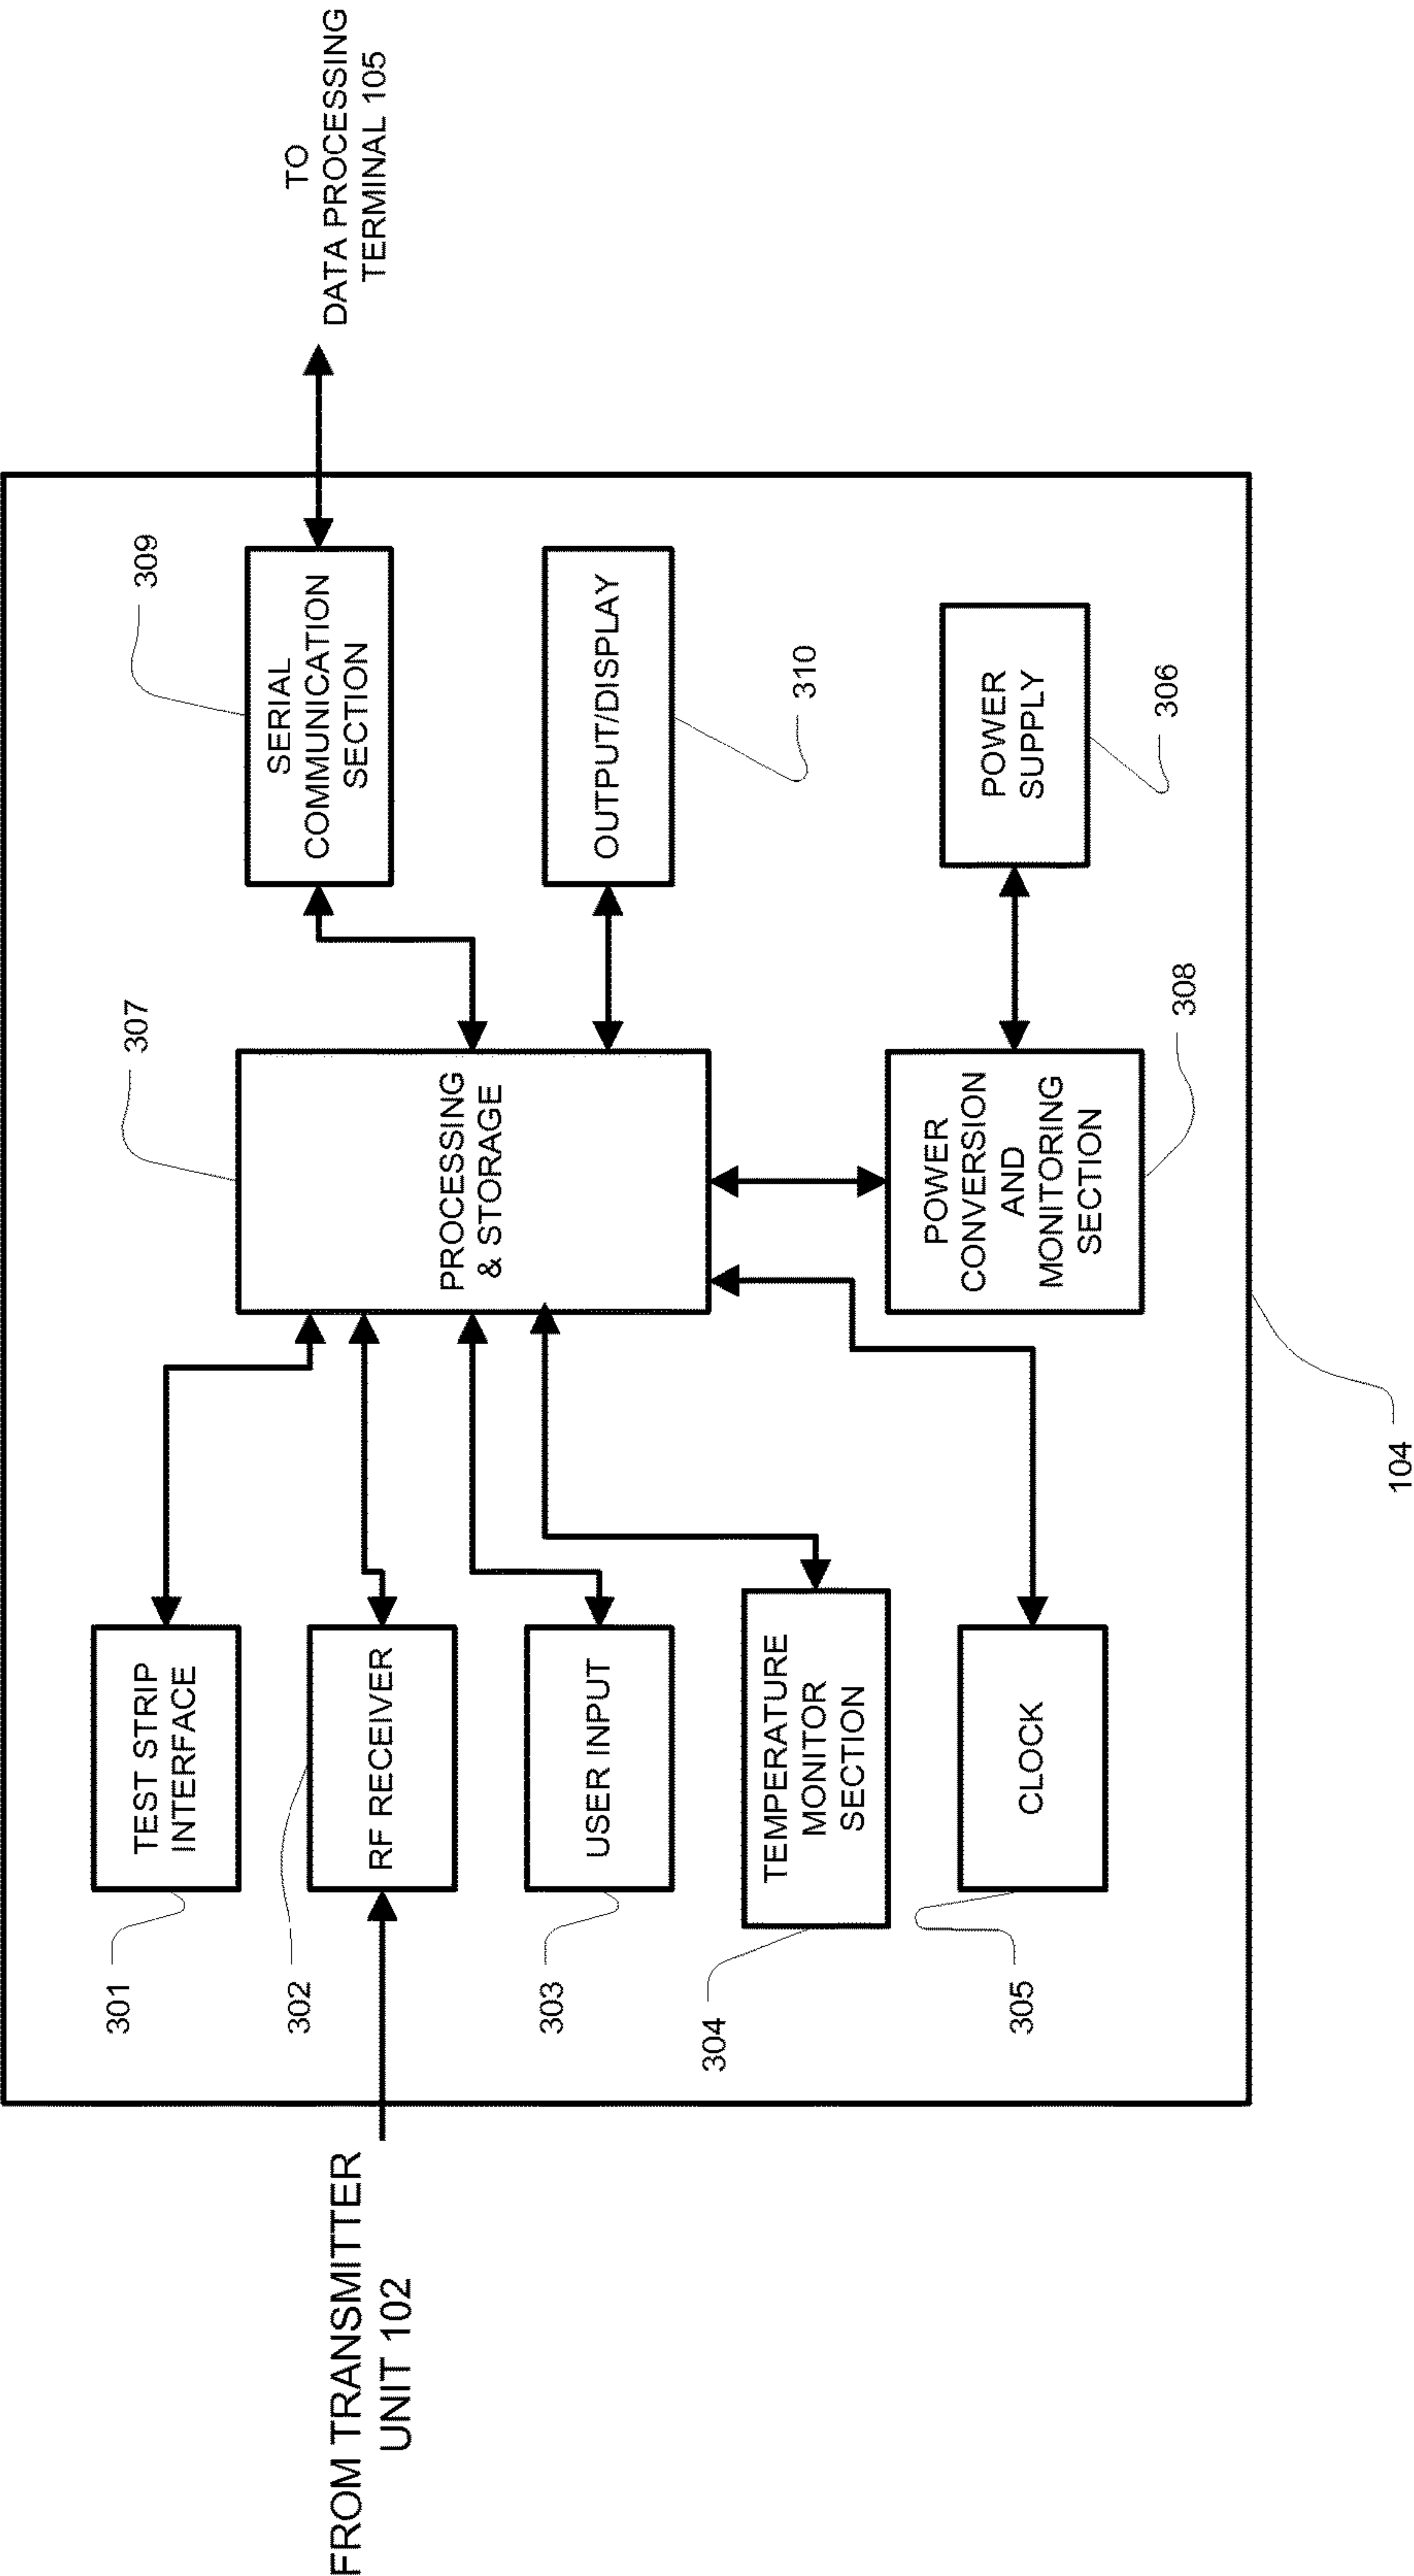 FROM TRANSMITTER
UNIT 102
301
TEST STRIP
INTERFACE
302
RF RECEIVER
303
USER INPUT
304
TEMPERATURE
MONITOR
SECTION
305
CLOCK
307
PROCESSING
& STORAGE
308
POWER
CONVERSION
AND
MONITORING
SECTION
309
SERIAL
COMMUNICATION
SECTION
310
OUTPUT/DISPLAY
306
POWER
SUPPLY
104
TO
DATA PROCESSING
TERMINAL 105